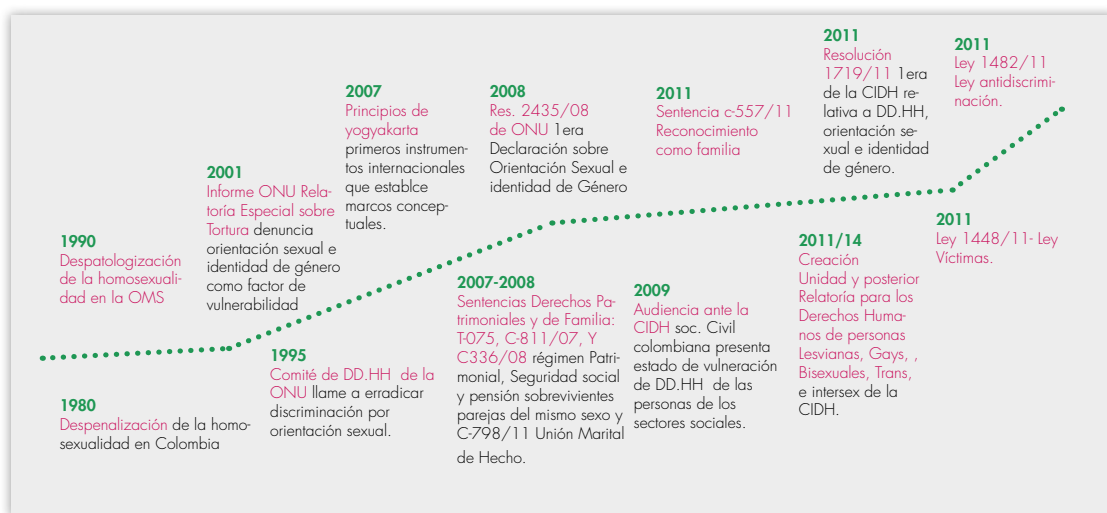 1990
Despatologización
de la homosexuali-
dad en la OMS
1980
Despenalización de la homo-
sexualidad en Colombia
2001
Informe ONU Rela-
toría Especial sobre
Tortura denuncia
orientación sexual e
identidad de género
como factor de
vulnerabilidad
1995
Comité de DD.HH de la
ONU llame a erradicar
discriminación por
orientación sexual.
2007
Principios de
yogyakarta
primeros instrumen-
tos internacionales
que establce
marcos concep-
tuales.
2007-2008
Sentencias Derechos Pa-
trimoniales y de Familia:
T-075, C-811/07, Y
C336/08 régimen Patri-
monial, Seguridad social
y pensión sobrevivientes
parejas del mismo sexo y
C-798/11 Unión Marital
de Hecho.
2008
Res. 2435/08
de ONU 1era
Declaración sobre
Orientación Sexual e
identidad de Género
2009
Audiencia ante la
CIDH soc. Civil
colombiana presenta
estado de vulneración
de DD.HH de las
personas de los
sectores sociales.
2011
Sentencia c-557/11
Reconocimiento
como familia
2011
Resolución
1719/11 1era
de la CIDH re-
lativa a DD.HH,
orientación se-
xual e identidad
de género.
2011/14
Creación
Unidad y posterior
Relatoría para los
Derechos Huma-
nos de personas
Lesvianas, Gays, ,
Bisexuales, Trans,
e intersex de la
CIDH.
2011
Ley 1482/11
Ley antidiscrimi-
nación.
2011
Ley 1448/11- Ley
Víctimas.